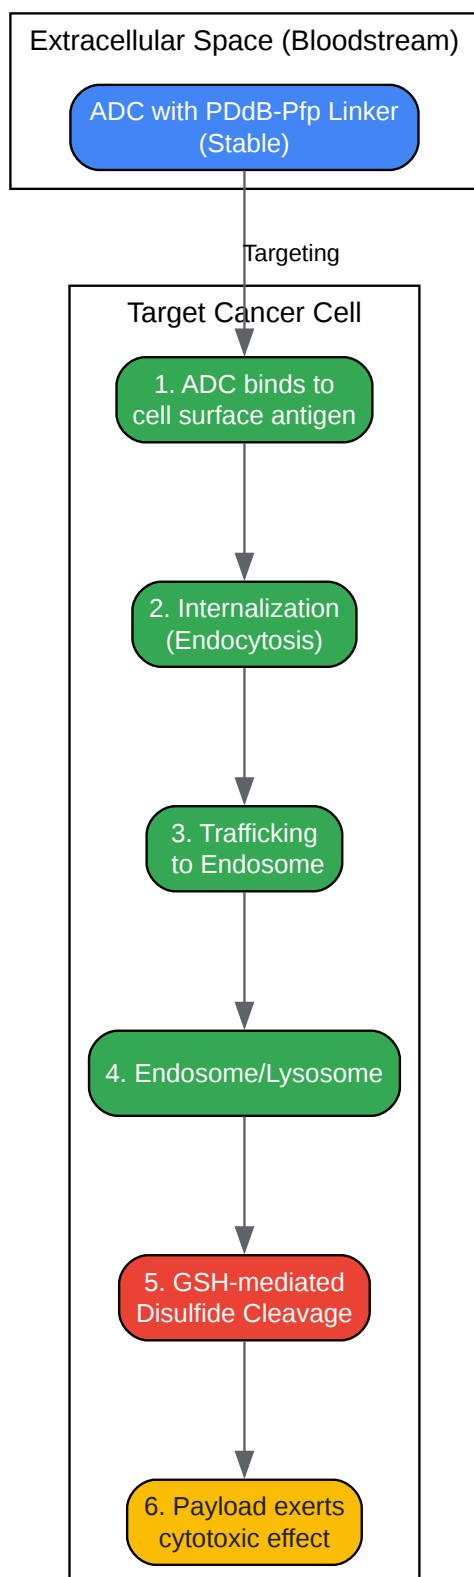 Extracellular Space (Bloodstream)
ADC with PDdB-Pfp Linker
(Stable)
Targeting
Target Cancer Cell
1. ADC binds to
cell surface antigen
2. Internalization
(Endocytosis)
3. Trafficking
to Endosome
4. Endosome/Lysosome
5. GSH-mediated
Disulfide Cleavage
6. Payload exerts
cytotoxic effect